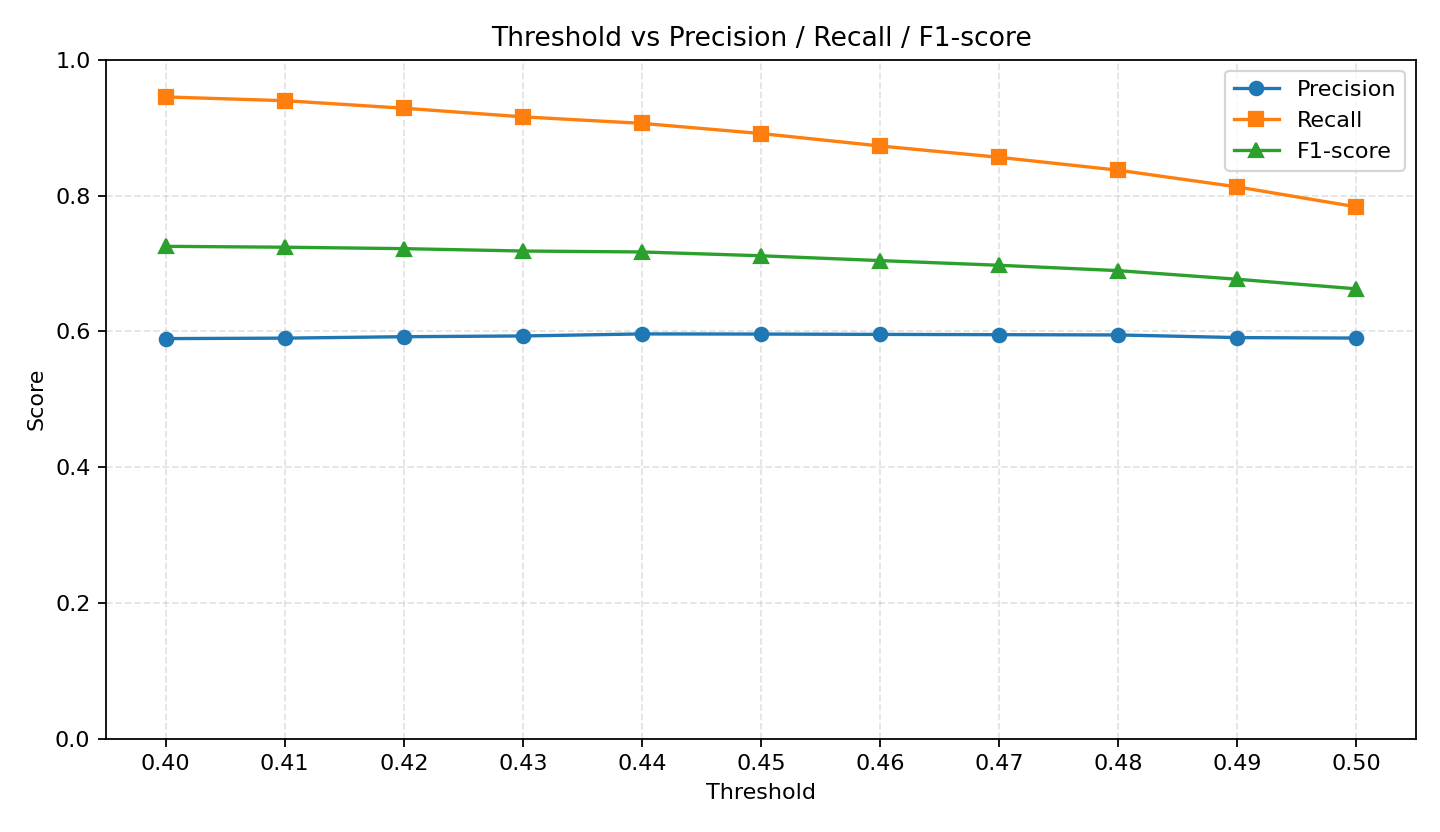 Threshold vs Precision / Recall / F1-score
1.0
0.8
0.6
0.4
0.2
0.0
Score
Precision
Recall
F1-score
0.40 0.41 0.42 0.43 0.44 0.45 0.46 0.47 0.48 0.49 0.50
Threshold